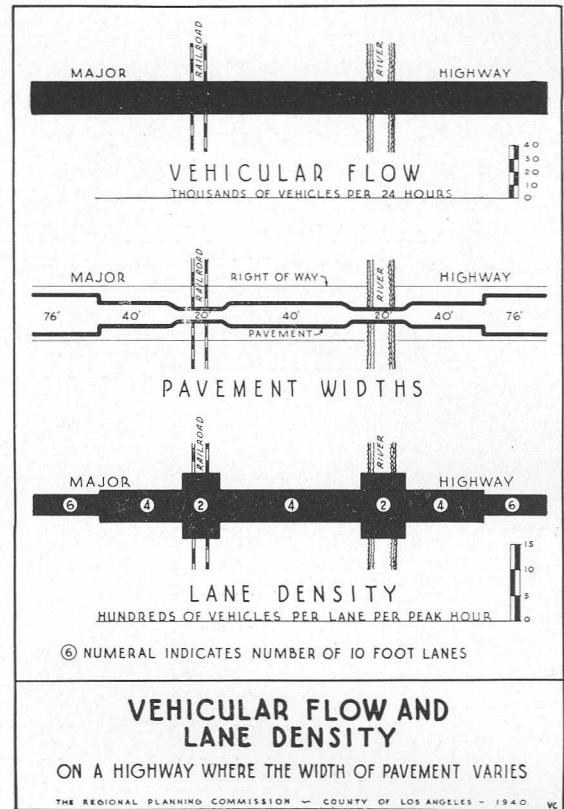 RAILROAD RIVER
MAJOR HIGHWAY
VEHICULAR FLOW
THOUSANDS OF VEHICLES PER 24 HOURS
40
30
20
10
0
RAILROAD RIVER
MAJOR RIGHT OF WAY HIGHWAY
76' 40' 20' 40' 20' 40' 76'
PAVEMENT
PAVEMENT WIDTHS
RAILROAD RIVER
MAJOR HIGHWAY
6 4 2 4 2 4 6
LANE DENSITY
HUNDREDS OF VEHICLES PER LANE PER PEAK HOUR
15
10
5
0
6 NUMERAL INDICATES NUMBER OF 10 FOOT LANES
VEHICULAR FLOW AND
LANE DENSITY
ON A HIGHWAY WHERE THE WIDTH OF PAVEMENT VARIES
THE REGIONAL PLANNING COMMISSION — COUNTY OF LOS ANGELES - 1940 VC